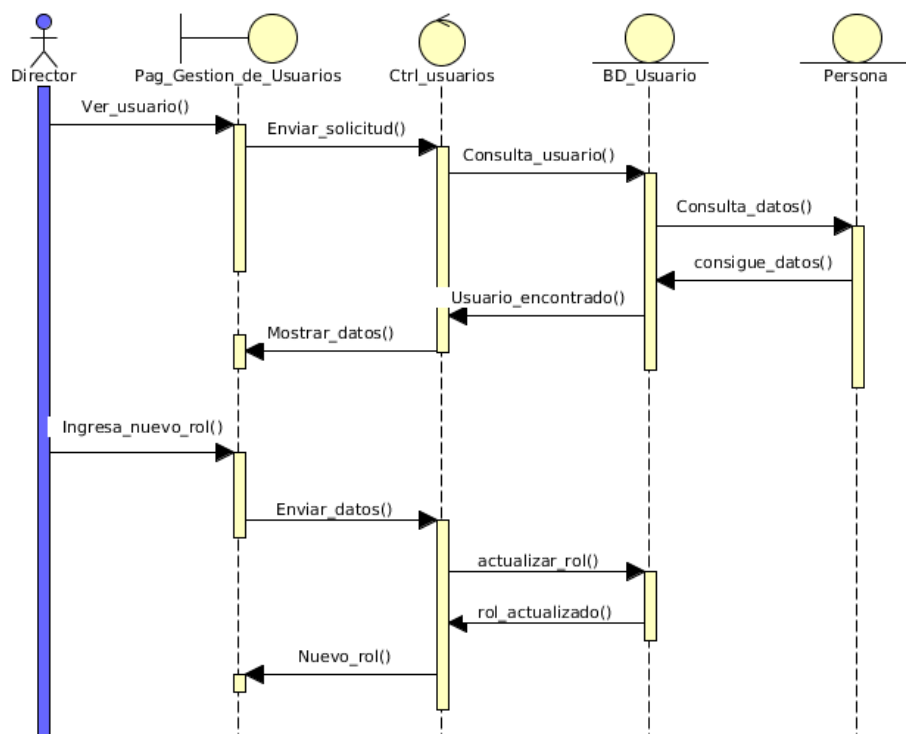 Director
Pag_Gestion_de_Usuarios
Ctrl_usuarios
BD_Usuario
Persona
Ver_usuario()
Enviar_solicitud()
Consulta_usuario()
Consulta_datos()
consigue_datos()
Usuario_encontrado()
Mostrar_datos()
Ingresa_nuevo_rol()
Enviar_datos()
actualizar_rol()
rol_actualizado()
Nuevo_rol()